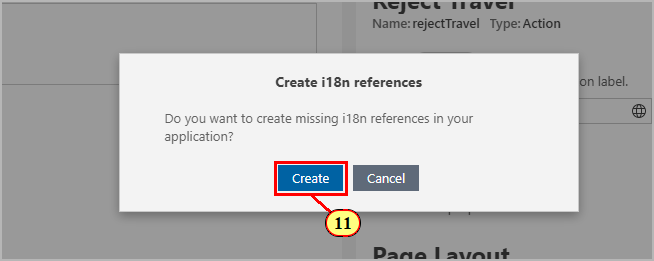 Reject Travel
Name: rejectTravel Type: Action
on label.
Create i18n references
Do you want to create missing i18n references in your
application?
Create Cancel
11
Page Layout